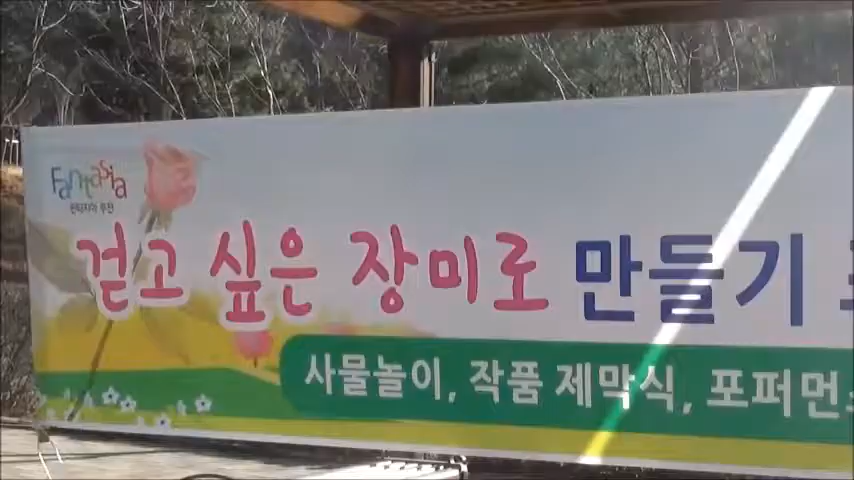 Fantasia
판타지아 부천
걷고 싶은 장미로 만들기
사물놀이, 작품 제막식, 포퍼먼